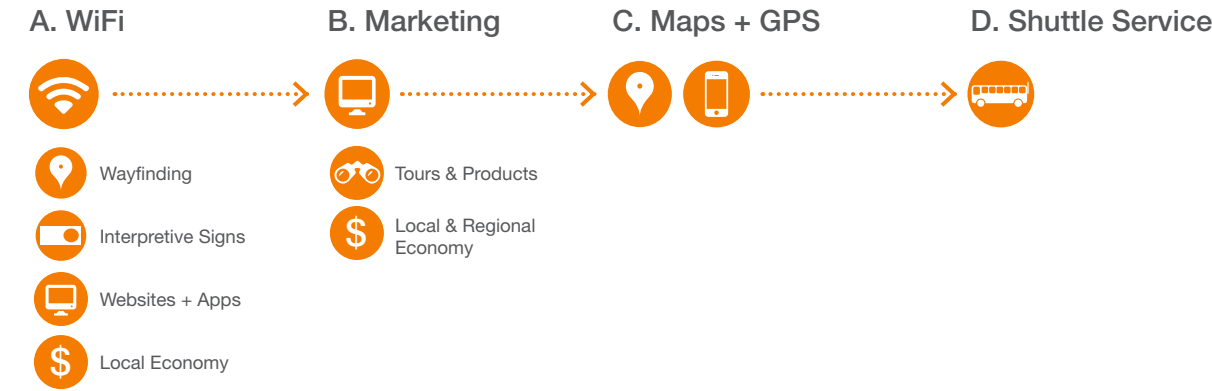 A. WiFi
B. Marketing
C. Maps + GPS
D. Shuttle Service
Wayfinding
Interpretive Signs
Websites + Apps
$
Local Economy
Tours & Products
$
Local & Regional
Economy